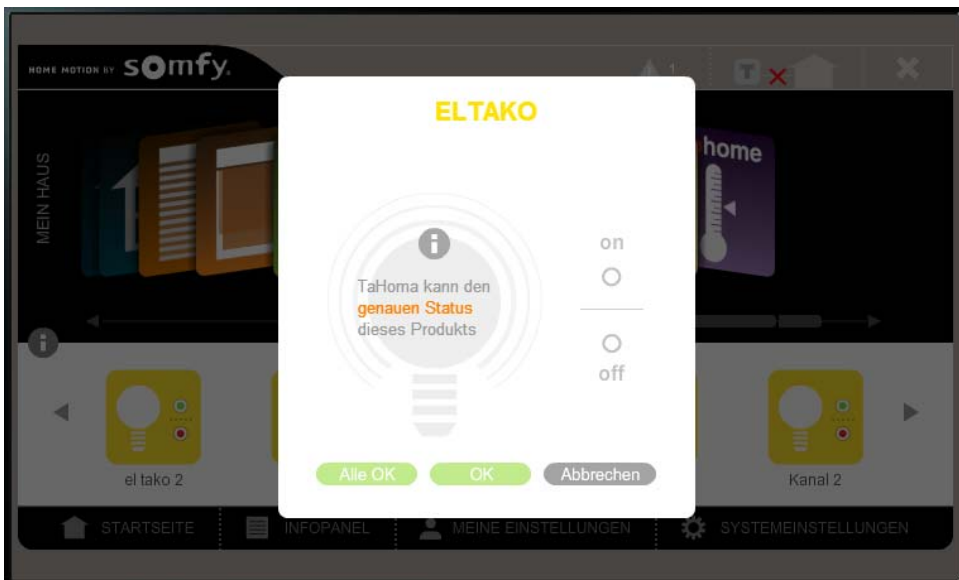 HOME MOTION BY somfy.
1
T
MEIN HAUS
home
ELTAKO
TaHoma kann den
genauen Status
dieses Produkts
on
off
Alle OK
OK
Abbrechen
el tako 2
Kanal 2
STARTSEITE
INFOPANEL
MEINE EINSTELLUNGEN
SYSTEMEINSTELLUNGEN